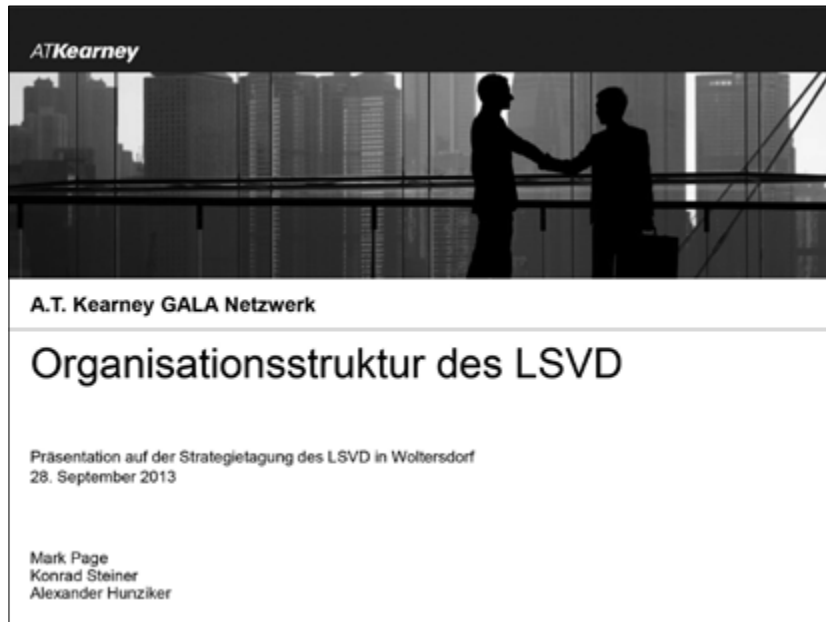 ATKearney
A.T. Kearney GALA Netzwerk
Organisationsstruktur des LSVD
Präsentation auf der Strategietagung des LSVD in Woltersdorf
28. September 2013
Mark Page
Konrad Steiner
Alexander Hunziker